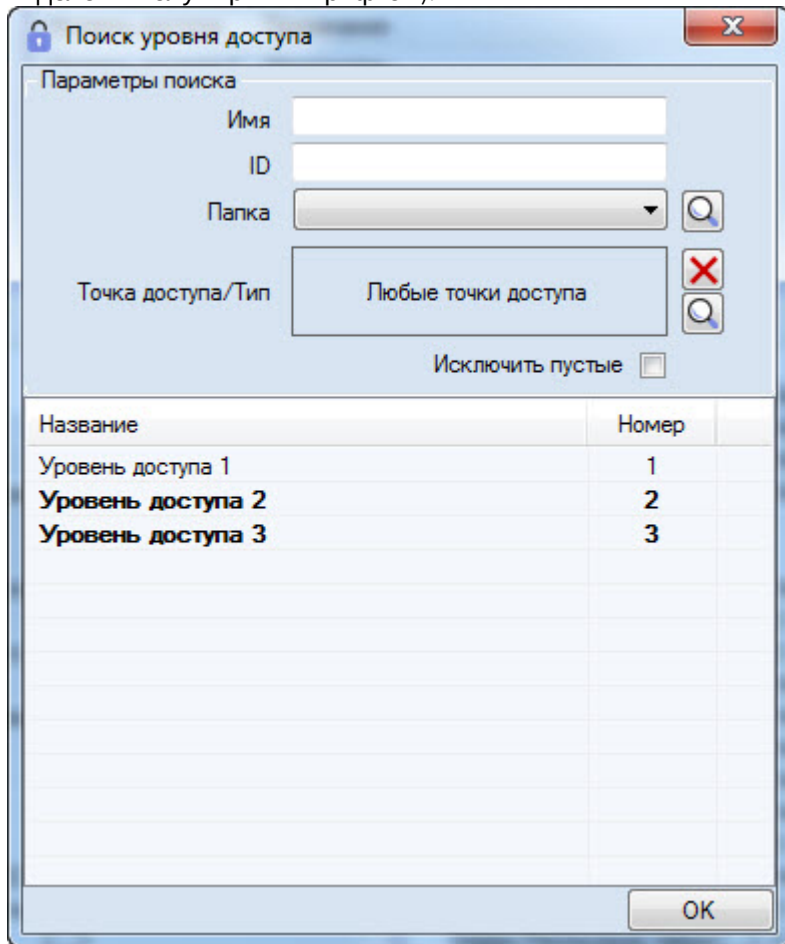 Поиск уровня доступа
X
Параметры поиска
Имя
ID
Папка
Точка доступа/Тип Любые точки доступа
Исключить пустые
Название Номер
Уровень доступа 1 1
Уровень доступа 2 2
Уровень доступа 3 3
OK